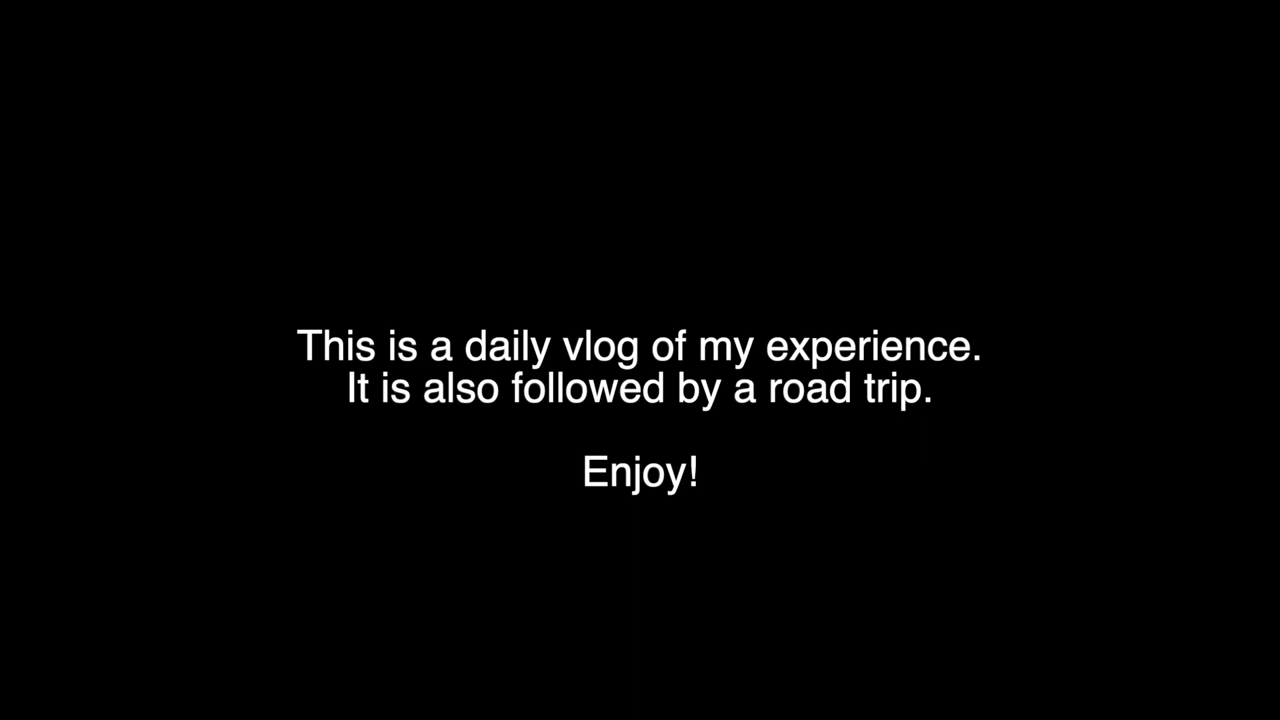 This is a daily vlog of my experience.
It is also followed by a road trip.
Enjoy!